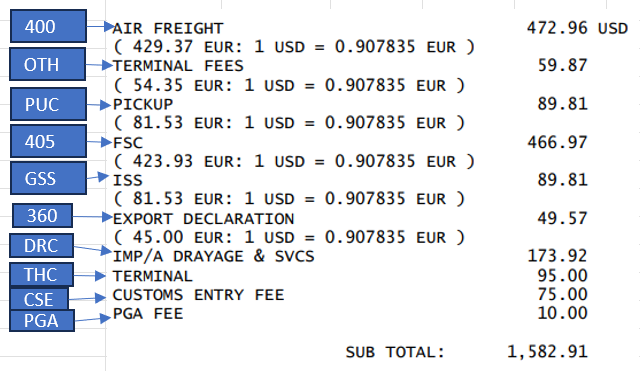 400 AIR FREIGHT 472.96 USD
( 429.37 EUR: 1 USD = 0.907835 EUR )
OTH TERMINAL FEES 59.87
( 54.35 EUR: 1 USD = 0.907835 EUR )
PUC PICKUP 89.81
( 81.53 EUR: 1 USD = 0.907835 EUR )
405 FSC 466.97
( 423.93 EUR: 1 USD = 0.907835 EUR )
GSS ISS 89.81
( 81.53 EUR: 1 USD = 0.907835 EUR )
360 EXPORT DECLARATION 49.57
( 45.00 EUR: 1 USD = 0.907835 EUR )
DRC IMP/A DRAYAGE & SVCS 173.92
THC TERMINAL 95.00
CSE CUSTOMS ENTRY FEE 75.00
PGA PGA FEE 10.00
SUB TOTAL: 1,582.91